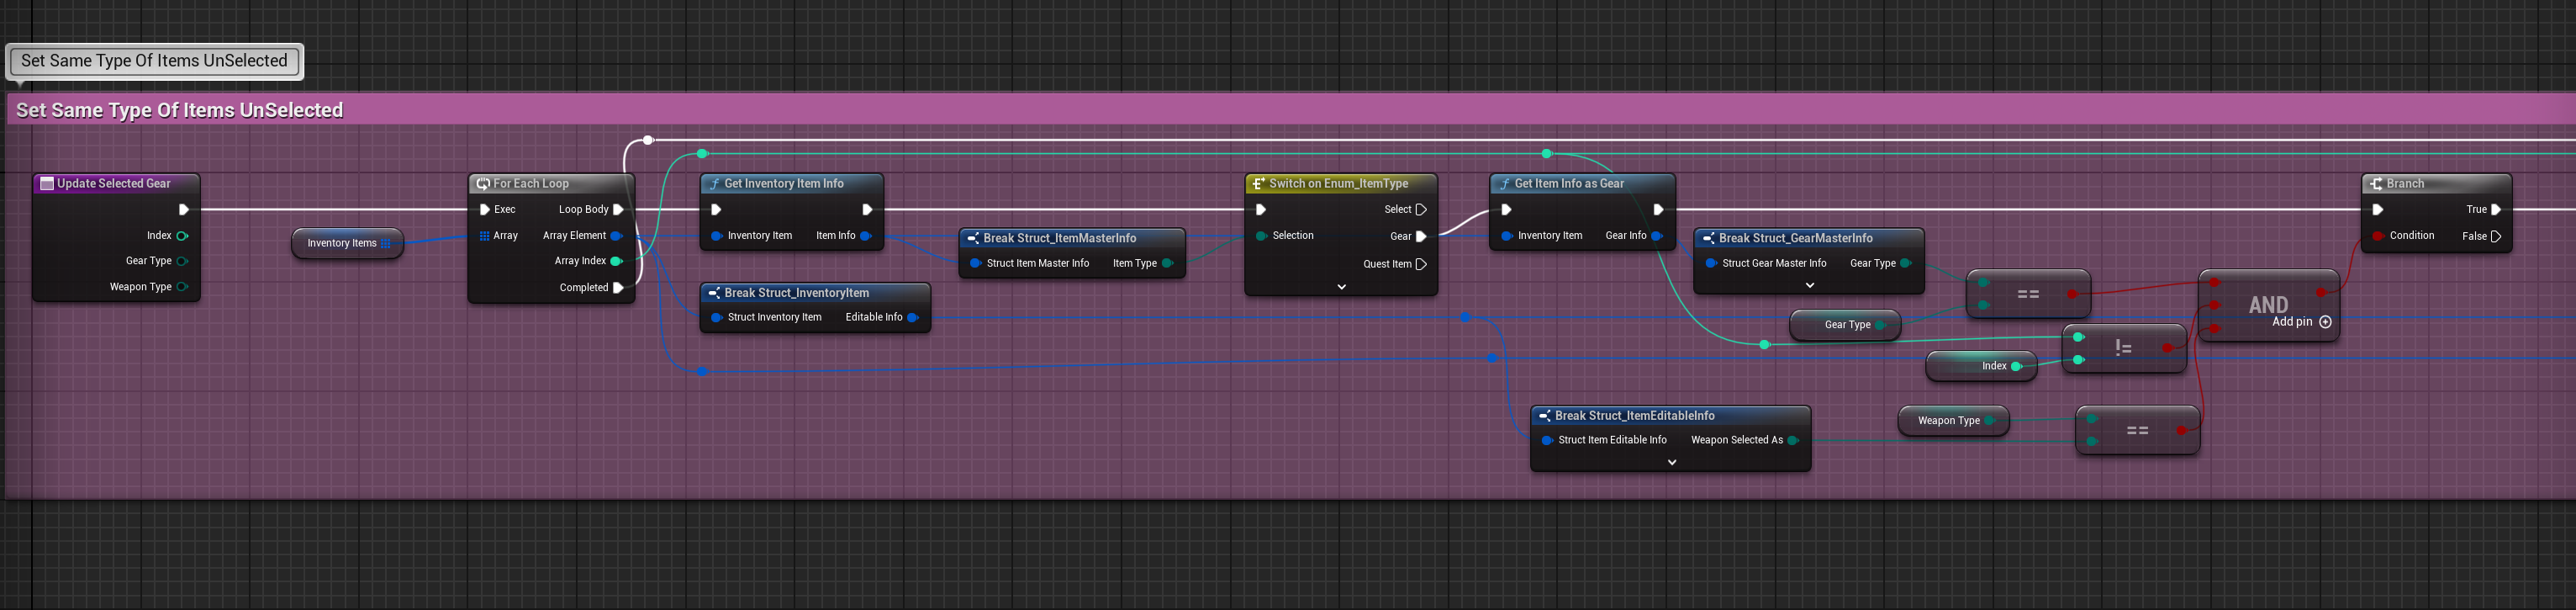 Set Same Type Of Items UnSelected
Set Same Type Of Items UnSelected
Update Selected Gear
Index
Gear Type
Weapon Type
Inventory Items
For Each Loop
Exec
Loop Body
Array
Array Element
Array Index
Completed
Get Inventory Item Info
Inventory Item
Item Info
Break Struct_InventoryItem
Struct Inventory Item
Editable Info
Break Struct_ItemMasterInfo
Struct Item Master Info
Item Type
Switch on Enum_ItemType
Select
Selection
Gear
Quest Item
Get Item Info as Gear
Inventory Item
Gear Info
Break Struct_GearMasterInfo
Struct Gear Master Info
Gear Type
Gear Type
==
Index
!=
Break Struct_ItemEditableInfo
Struct Item Editable Info
Weapon Selected As
Weapon Type
==
AND
Add pin
Branch
True
Condition
False